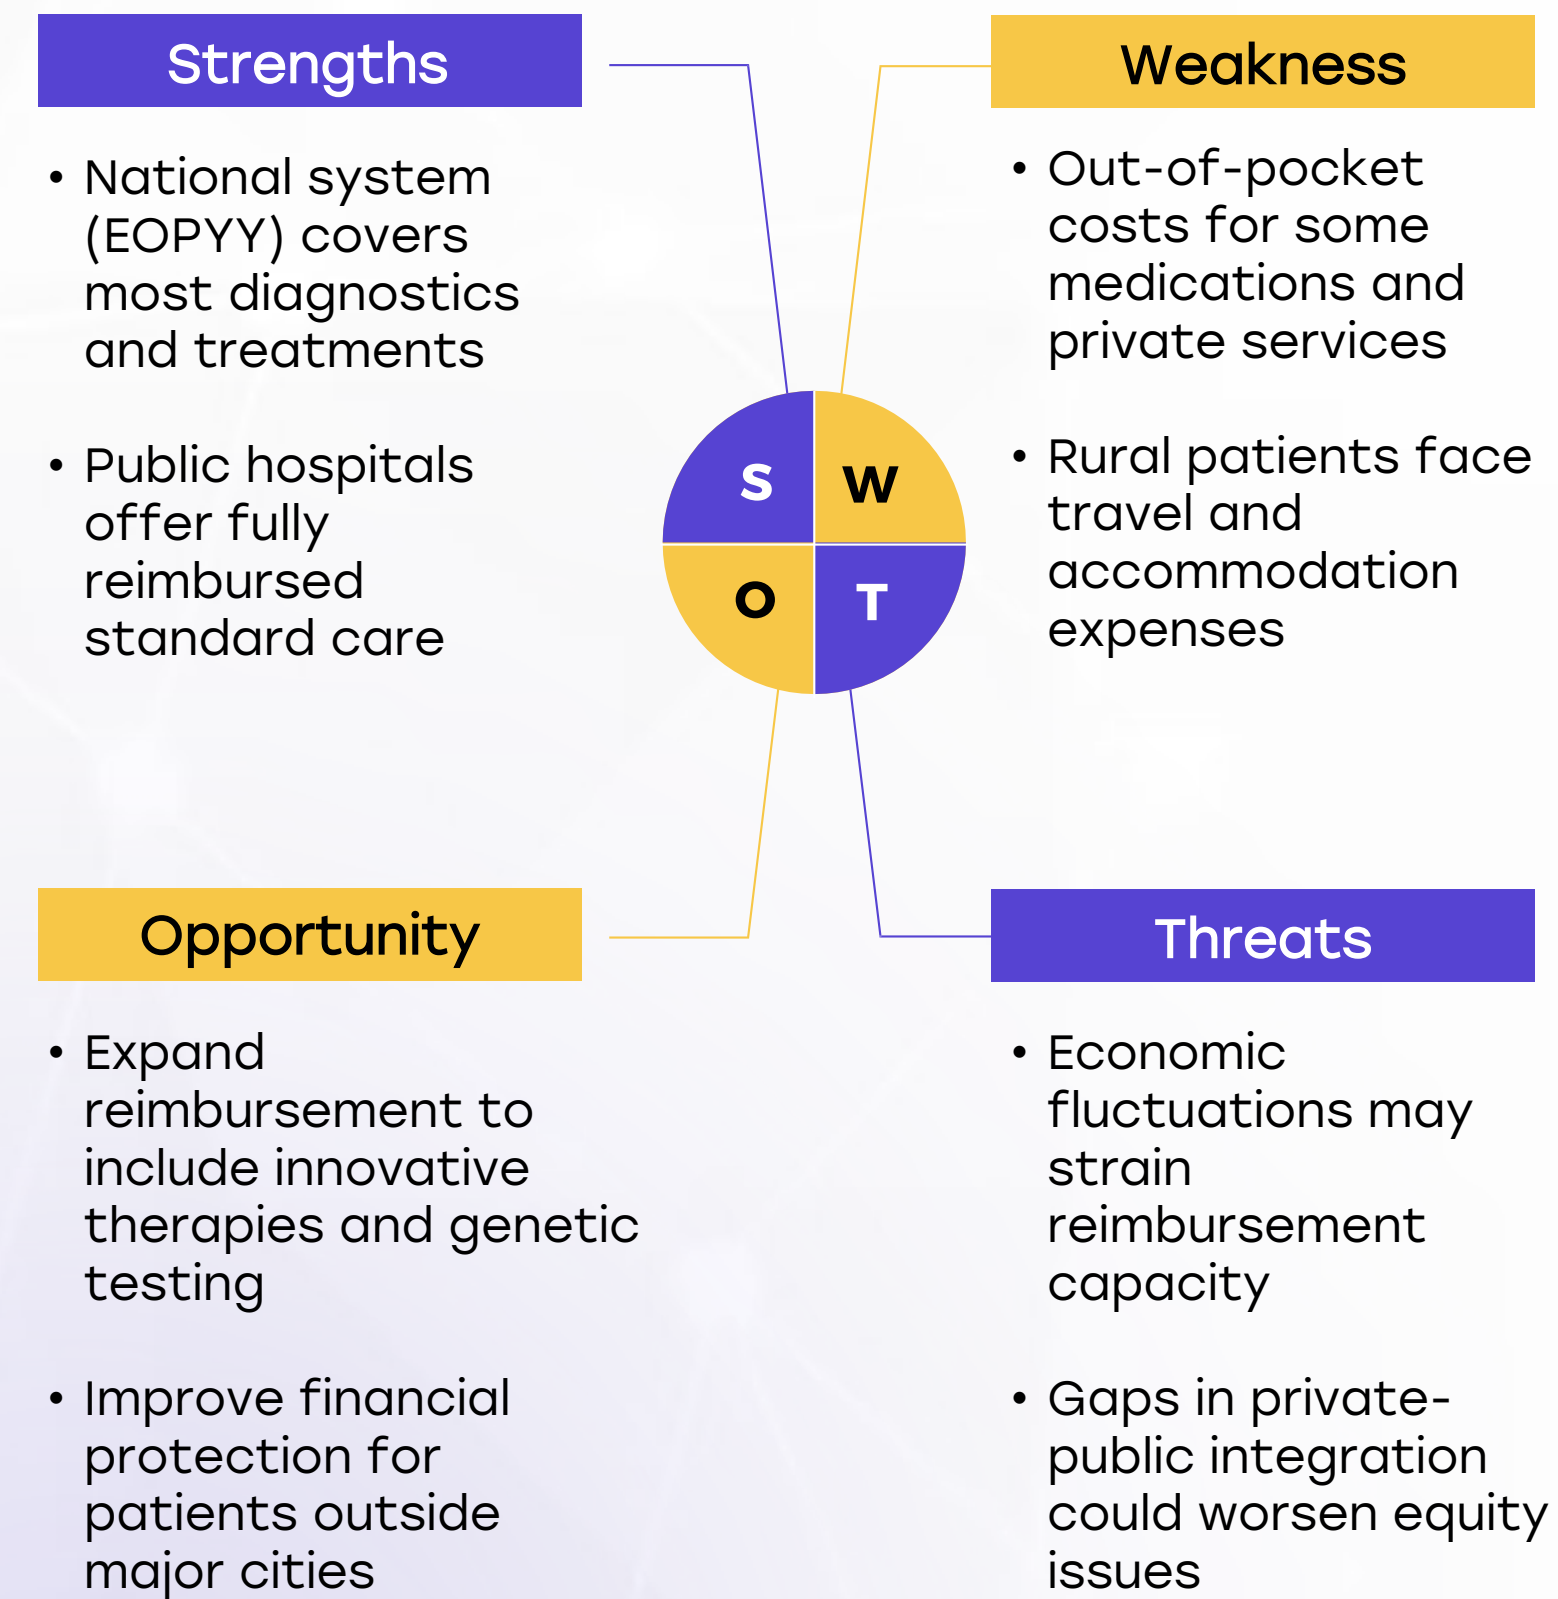 Strengths
• National system
(EOPYY) covers
most diagnostics
and treatments
• Public hospitals
offer fully
reimbursed
standard care
Weakness
• Out-of-pocket
costs for some
medications and
private services
• Rural patients face
travel and
accommodation
expenses
S
W
O
T
Opportunity
• Expand
reimbursement to
include innovative
therapies and genetic
testing
• Improve financial
protection for
patients outside
major cities
Threats
• Economic
fluctuations may
strain
reimbursement
capacity
• Gaps in private-
public integration
could worsen equity
issues